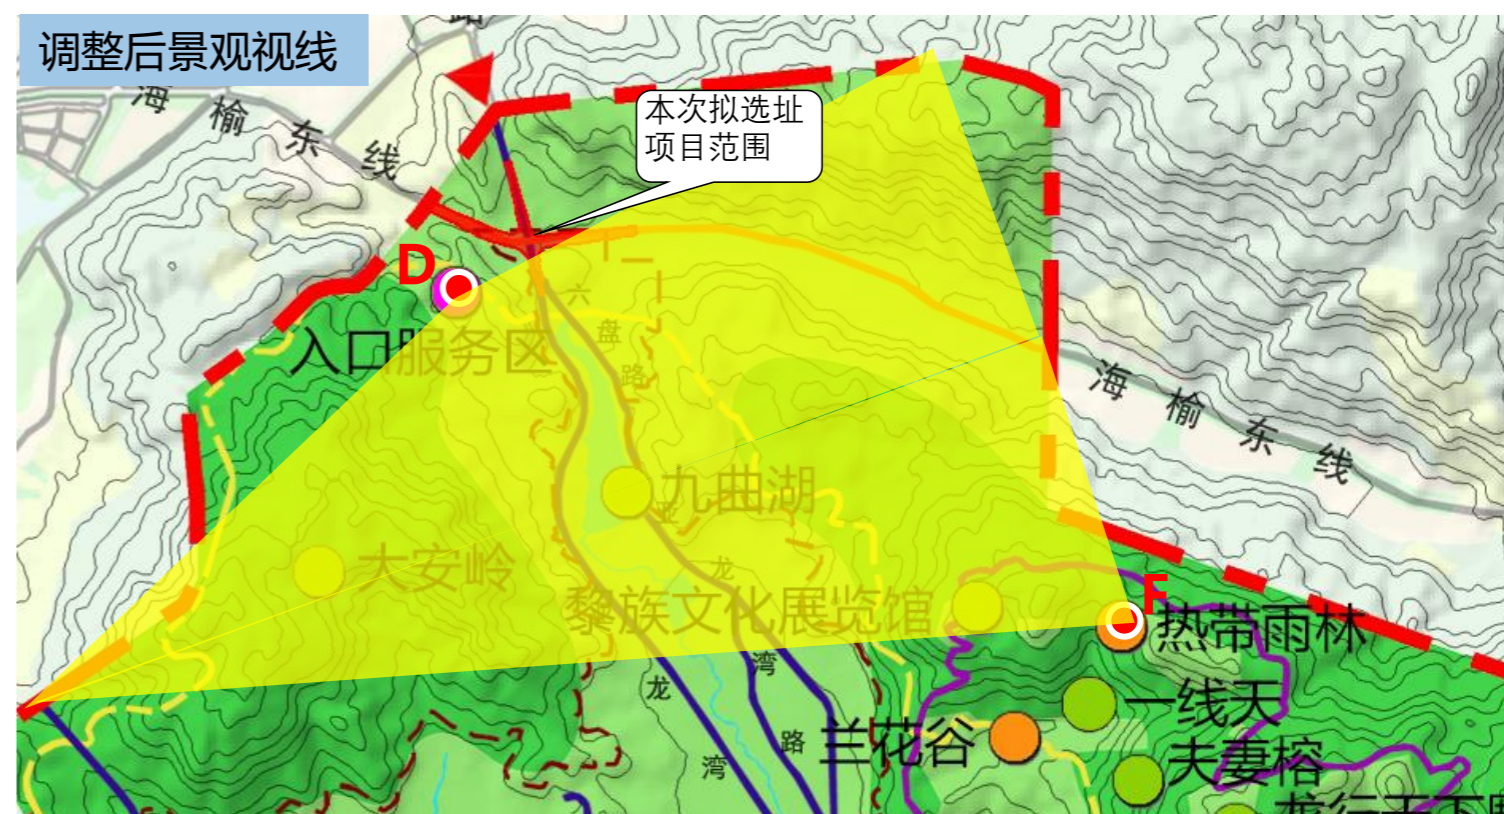 调整后景观视线
路
海榆东线
本次拟选址
项目范围
D
入口服务区
六盘路
海榆东线
九曲湖
亚
大安岭
龙
黎族文化展览馆
F
热带雨林
湾
龙
一线天
路
兰花谷
湾
夫妻榕